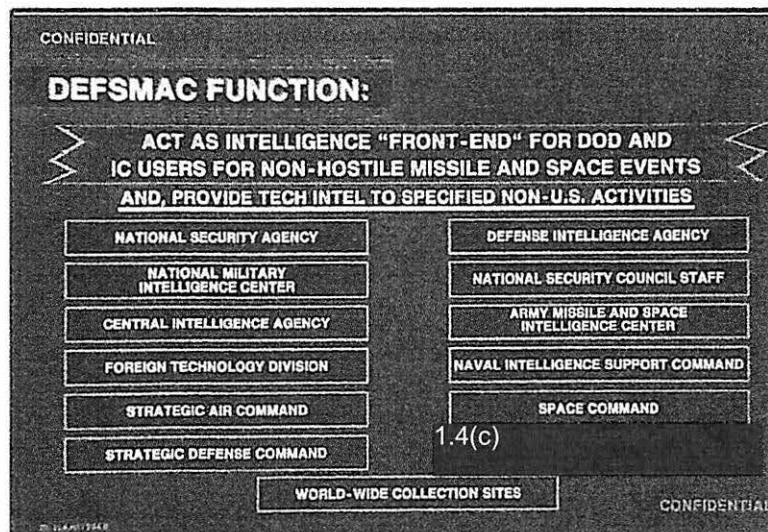 CONFIDENTIAL
DEFSMAC FUNCTION:
ACT AS INTELLIGENCE "FRONT-END" FOR DOD AND
IC USERS FOR NON-HOSTILE MISSILE AND SPACE EVENTS
AND, PROVIDE TECH INTEL TO SPECIFIED NON-U.S. ACTIVITIES
NATIONAL SECURITY AGENCY
NATIONAL MILITARY
INTELLIGENCE CENTER
CENTRAL INTELLIGENCE AGENCY
FOREIGN TECHNOLOGY DIVISION
STRATEGIC AIR COMMAND
STRATEGIC DEFENSE COMMAND
DEFENSE INTELLIGENCE AGENCY
NATIONAL SECURITY COUNCIL STAFF
ARMY MISSILE AND SPACE
INTELLIGENCE CENTER
NAVAL INTELLIGENCE SUPPORT COMMAND
SPACE COMMAND
1.4(c)
WORLD-WIDE COLLECTION SITES
CONFIDENTIAL